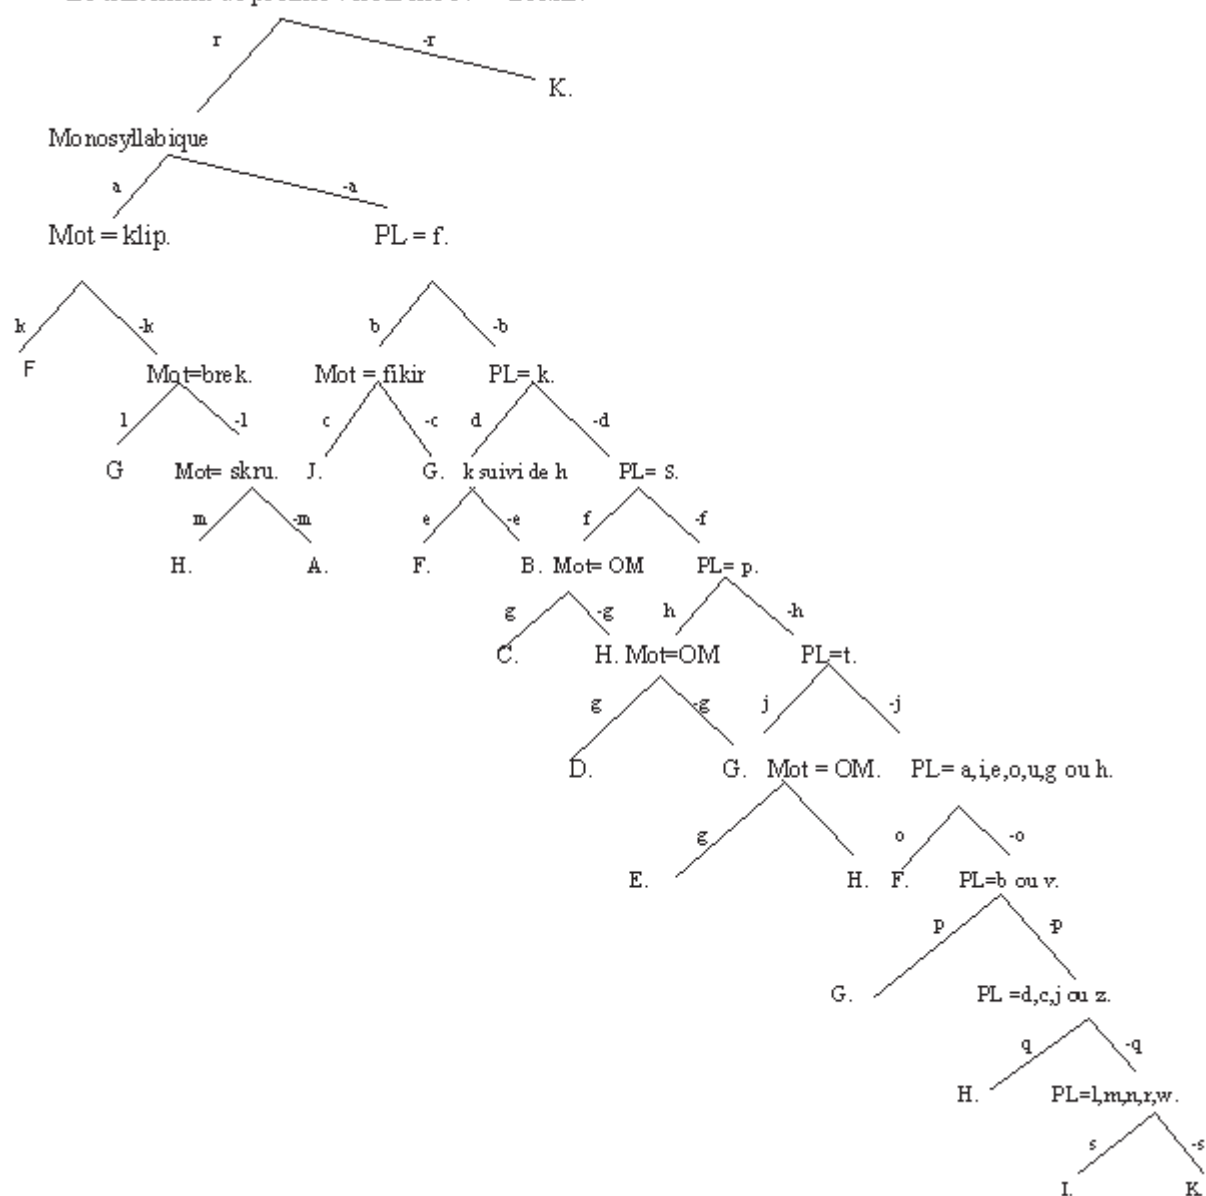 r -r
K.
Monosyllabique
a -a
Mot = klip. PL = f.
k -k b -b
F Mot=brek. Mot = fikir PL= k.
l -l c -c d -d
G Mot= skru. J. G. k suivi de h PL= S.
m -m e -e f -f
H. A. F. B. Mot= OM PL= p.
g -g h -h
C. H. Mot=OM PL=t.
g -g j -j
D. G. Mot = OM. PL= a,i,e,o,u,g ou h.
g o -o
E. H. F. PL=b ou v.
p -p
G. PL =d,c,j ou z.
q -q
H. PL=l,m,n,r,w.
s -s
I. K